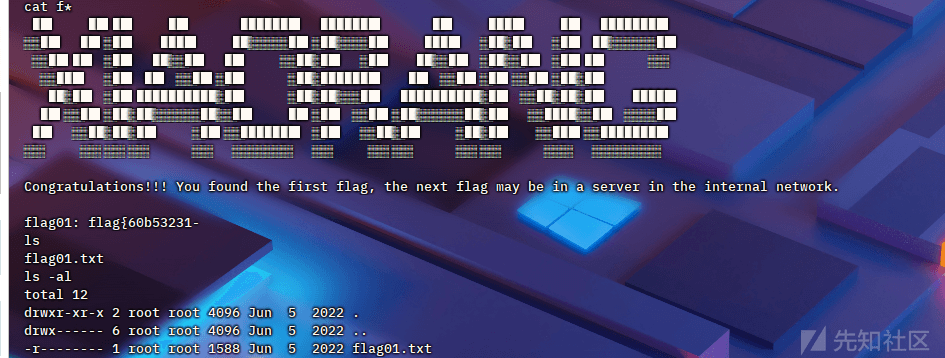 cat f*
XIAORANG
Congratulations!!! You found the first flag, the next flag may be in a server in the internal network.
flag01: flag{60b53231-
ls
flag01.txt
ls -al
total 12
drwxr-xr-x 2 root root 4096 Jun  5  2022 .
drwx------ 6 root root 4096 Jun  5  2022 ..
-r-------- 1 root root 1588 Jun  5  2022 flag01.txt
先知社区